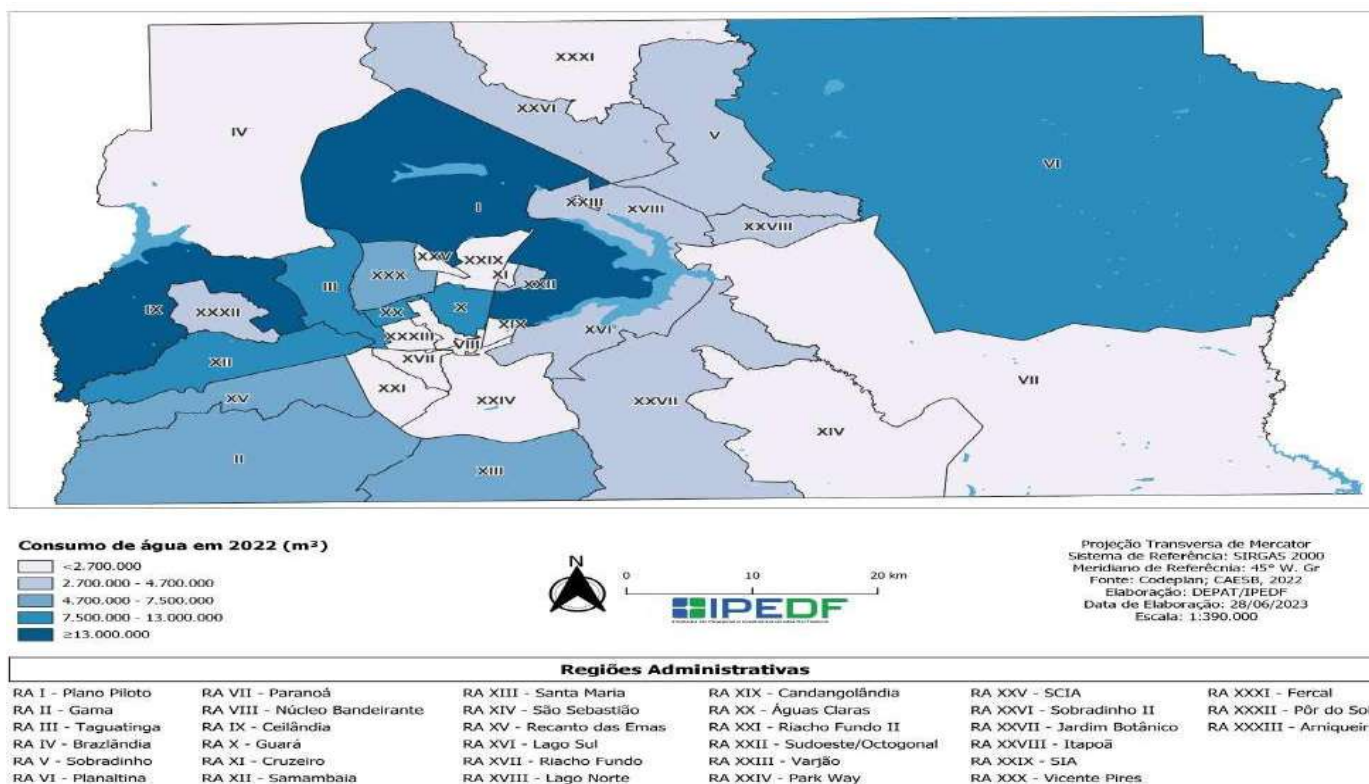 XXXI
XXVI
IV
V
VI
I
XXIII
XVIII
XXVIII
XXV
XXIX
XXX
XI
III
XXII
IX
XXXII
XX
X
XIX
XVI
XXXIII
VIII
XII
XVII
VII
XXI
XXIV
XV
XXVII
XIV
II
XIII
Consumo de água em 2022 (m³)
<2.700.000
2.700.000 - 4.700.000
4.700.000 - 7.500.000
7.500.000 - 13.000.000
≥13.000.000
N
0 10 20 km
IPEDF
Projeção Transversa de Mercator
Sistema de Referência: SIRGAS 2000
Meridiano de Referêcnia: 45° W. Gr
Fonte: Codeplan; CAESB, 2022
Elaboração: DEPAT/IPEDF
Data de Elaboração: 28/06/2023
Escala: 1:390.000
Regiões Administrativas
RA I - Plano Piloto
RA II - Gama
RA III - Taguatinga
RA IV - Brazlândia
RA V - Sobradinho
RA VI - Planaltina
RA VII - Paranoá
RA VIII - Núcleo Bandeirante
RA IX - Ceilândia
RA X - Guará
RA XI - Cruzeiro
RA XII - Samambaia
RA XIII - Santa Maria
RA XIV - São Sebastião
RA XV - Recanto das Emas
RA XVI - Lago Sul
RA XVII - Riacho Fundo
RA XVIII - Lago Norte
RA XIX - Candangolândia
RA XX - Águas Claras
RA XXI - Riacho Fundo II
RA XXII - Sudoeste/Octogonal
RA XXIII - Varjão
RA XXIV - Park Way
RA XXV - SCIA
RA XXVI - Sobradinho II
RA XXVII - Jardim Botânico
RA XXVIII - Itapoã
RA XXIX - SIA
RA XXX - Vicente Pires
RA XXXI - Fercal
RA XXXII - Pôr do Sol
RA XXXIII - Arniqueir